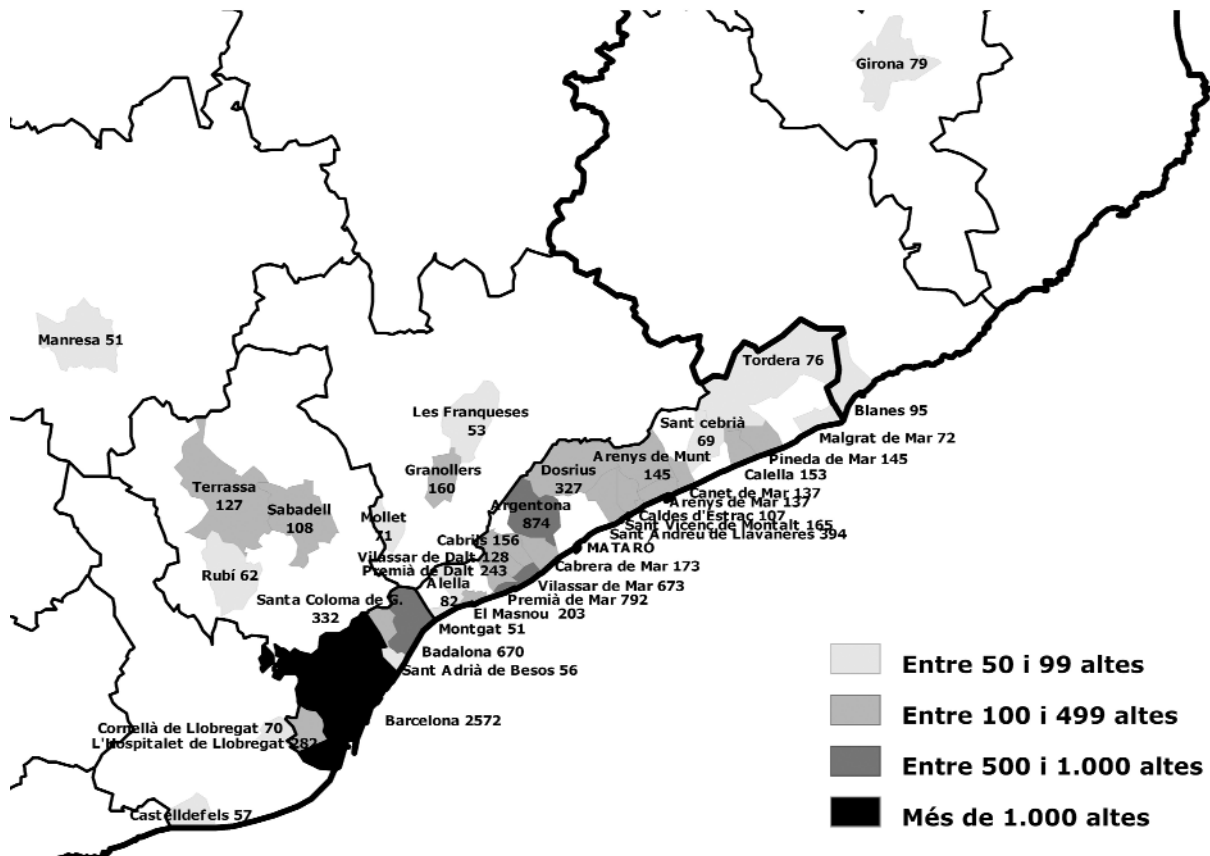 Girona 79
Manresa 51
Tordera 76
Blanes 95
Les Franqueses
53
Sant cebrià
69
Malgrat de Mar 72
Arenys de Munt
145
Pineda de Mar 145
Granollers
160
Dosrius
327
Calella 153
Terrassa
127
Canet de Mar 137
Arenys de Mar 137
Sabadell
108
Argentona
874
Caldes d'Estrac 107
Mollet
71
Sant Vicenç de Montalt 165
Sant Andreu de Llavaneres 394
Cabrils 156
MATARÓ
Vilassar de Dalt 128
Cabrera de Mar 173
Premià de Dalt 243
Rubí 62
Alella
82
Vilassar de Mar 673
Santa Coloma de G.
332
Premià de Mar 792
El Masnou 203
Montgat 51
Badalona 670
Sant Adrià de Besos 56
Barcelona 2572
Cornellà de Llobregat 70
L'Hospitalet de Llobregat 282
Castelldefels 57
Entre 50 i 99 altes
Entre 100 i 499 altes
Entre 500 i 1.000 altes
Més de 1.000 altes